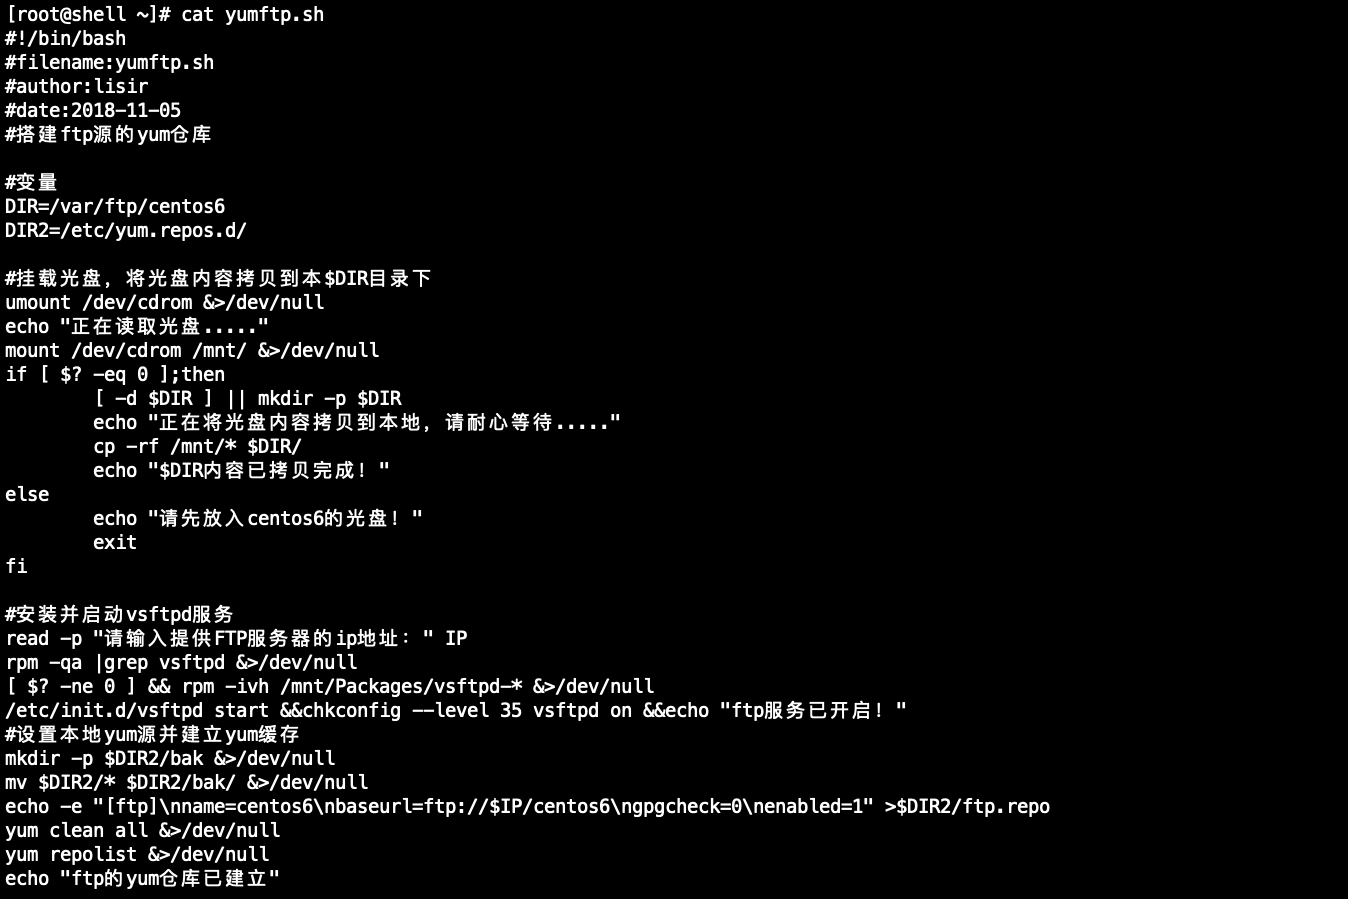 [root@shell ~]# cat yumftp.sh
#!/bin/bash
#filename:yumftp.sh
#author:lisir
#date:2018-11-05
#搭建ftp源的yum仓库

#变量
DIR=/var/ftp/centos6
DIR2=/etc/yum.repos.d/

#挂载光盘，将光盘内容拷贝到本$DIR目录下
umount /dev/cdrom &>/dev/null
echo "正在读取光盘....."
mount /dev/cdrom /mnt/ &>/dev/null
if [ $? -eq 0 ];then
        [ -d $DIR ] || mkdir -p $DIR
        echo "正在将光盘内容拷贝到本地，请耐心等待....."
        cp -rf /mnt/* $DIR/
        echo "$DIR内容已拷贝完成！"
else
        echo "请先放入centos6的光盘！"
        exit
fi

#安装并启动vsftpd服务
read -p "请输入提供FTP服务器的ip地址：" IP
rpm -qa |grep vsftpd &>/dev/null
[ $? -ne 0 ] && rpm -ivh /mnt/Packages/vsftpd-* &>/dev/null
/etc/init.d/vsftpd start &&chkconfig --level 35 vsftpd on &&echo "ftp服务已开启！"
#设置本地yum源并建立yum缓存
mkdir -p $DIR2/bak &>/dev/null
mv $DIR2/* $DIR2/bak/ &>/dev/null
echo -e "[ftp]\nname=centos6\nbaseurl=ftp://$IP/centos6\ngpgcheck=0\nenabled=1" >$DIR2/ftp.repo
yum clean all &>/dev/null
yum repolist &>/dev/null
echo "ftp的yum仓库已建立"